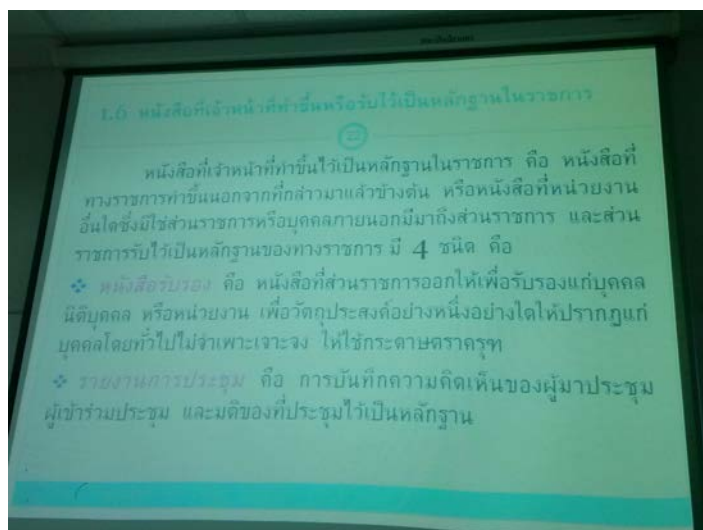 1.6 หนังสือที่เจ้าหน้าที่ทำขึ้นหรือรับไว้เป็นหลักฐานในราชการ
22
หนังสือที่เจ้าหน้าที่ทำขึ้นไว้เป็นหลักฐานในราชการ คือ หนังสือที่
ทางราชการทำขึ้นนอกจากที่กล่าวมาแล้วข้างต้น หรือหนังสือที่หน่วยงาน
อื่นใดซึ่งมิใช่ส่วนราชการหรือบุคคลภายนอกมีมาถึงส่วนราชการ และส่วน
ราชการรับไว้เป็นหลักฐานของทางราชการ มี 4 ชนิด คือ
❖ หนังสือรับรอง คือ หนังสือที่ส่วนราชการออกให้เพื่อรับรองแก่บุคคล
นิติบุคคล หรือหน่วยงาน เพื่อวัตถุประสงค์อย่างหนึ่งอย่างใดให้ปรากฏแก่
บุคคลโดยทั่วไปไม่จำเพาะเจาะจง ให้ใช้กระดาษตราครุฑ
❖ รายงานการประชุม คือ การบันทึกความคิดเห็นของผู้มาประชุม
ผู้เข้าร่วมประชุม และมติของที่ประชุมไว้เป็นหลักฐาน